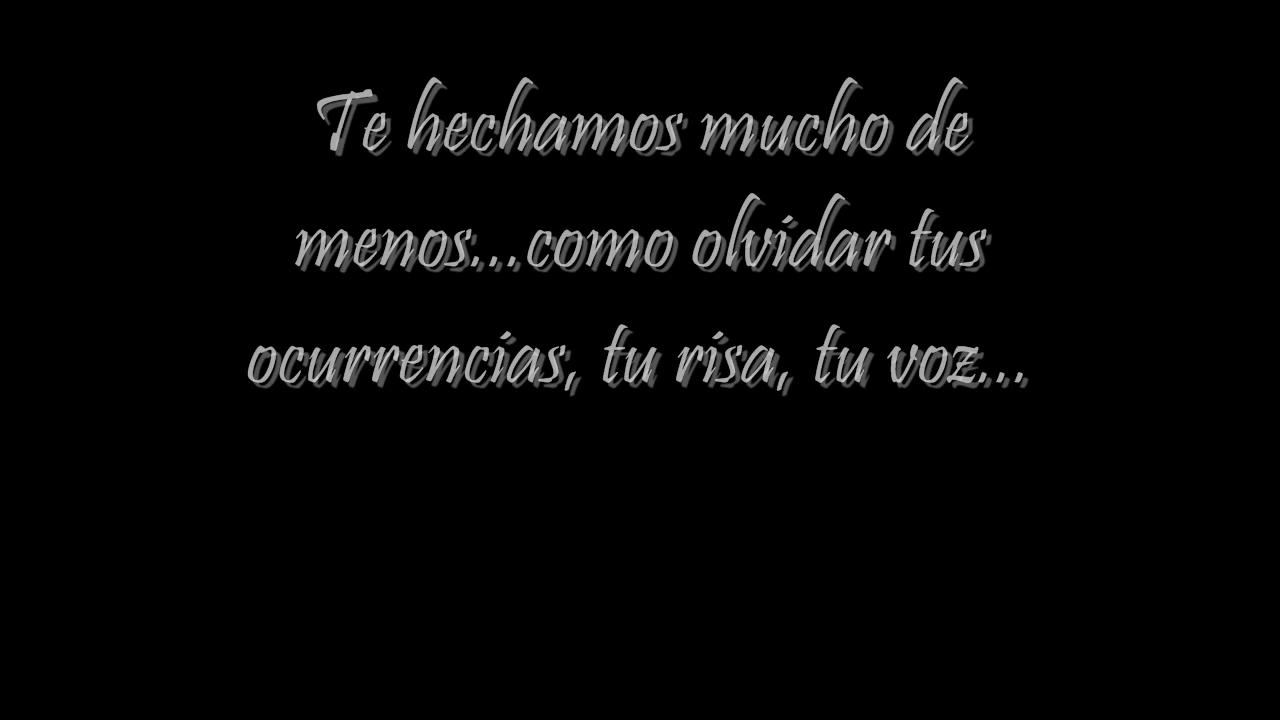 Te hechamos mucho de
menos...como olvidar tus
ocurrencias, tu risa, tu voz...